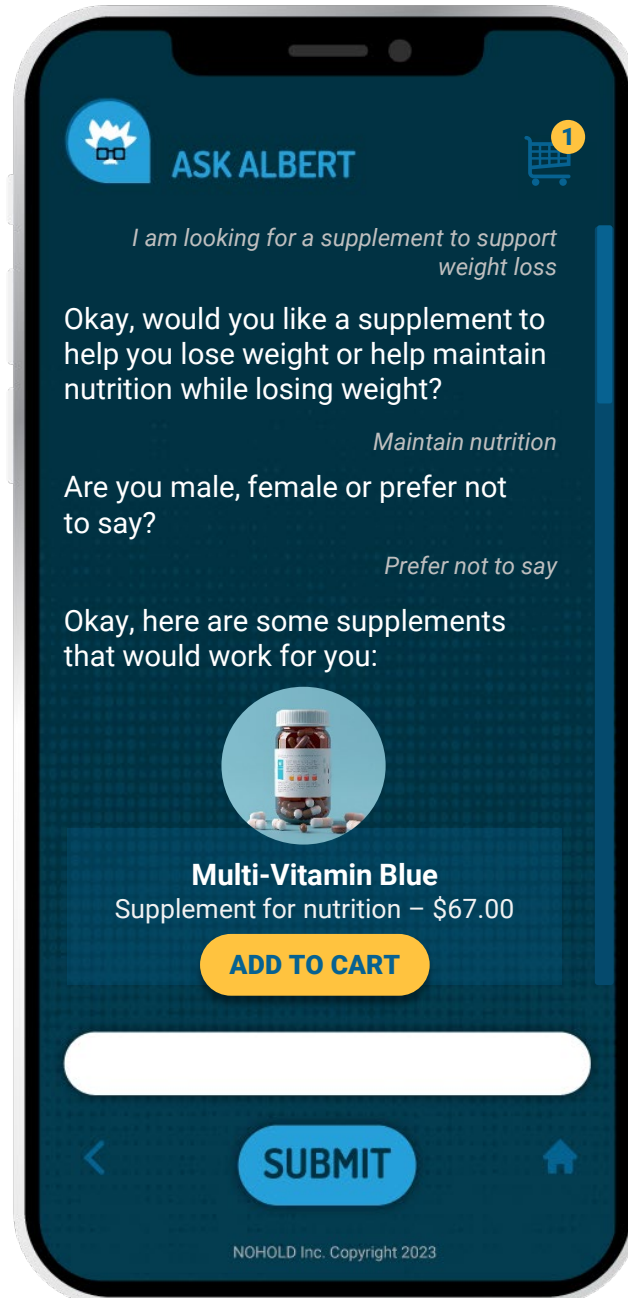 ASK ALBERT
1
I am looking for a supplement to support
weight loss
Okay, would you like a supplement to
help you lose weight or help maintain
nutrition while losing weight?
Maintain nutrition
Are you male, female or prefer not
to say?
Prefer not to say
Okay, here are some supplements
that would work for you:
Multi-Vitamin Blue
Supplement for nutrition – $67.00
ADD TO CART
SUBMIT
NOHOLD Inc. Copyright 2023